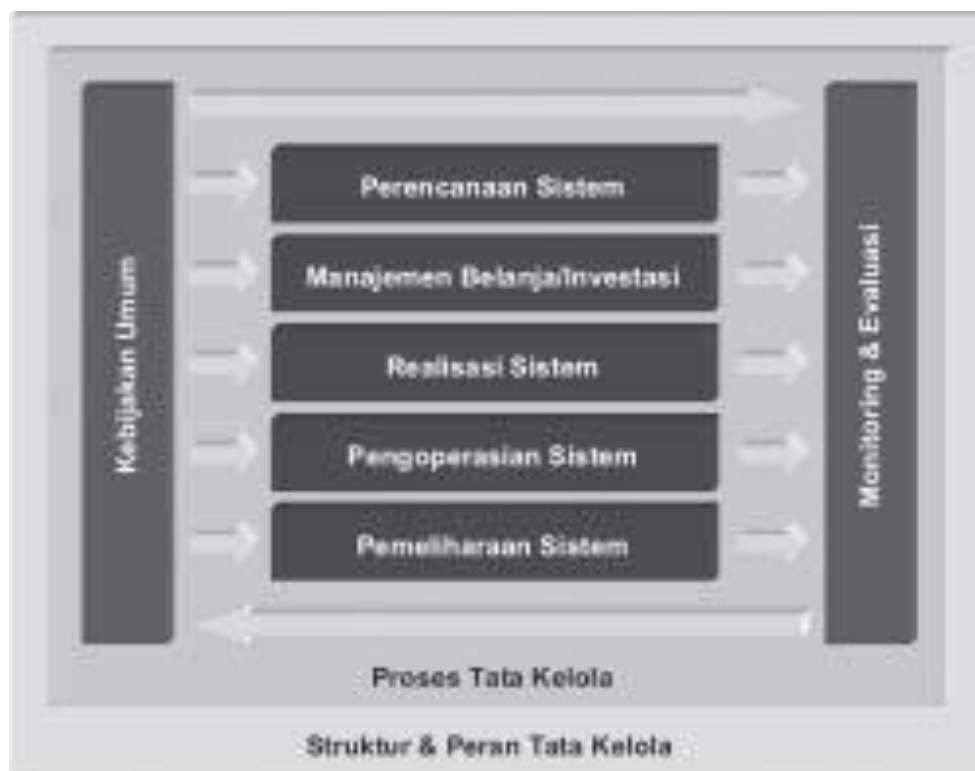 Kebijakan Umum
Perencanaan Sistem
Manajemen Belanja/Investasi
Realisasi Sistem
Pengoperasian Sistem
Pemeliharaan Sistem
Monitoring & Evaluasi
Proses Tata Kelola
Struktur & Peran Tata Kelola